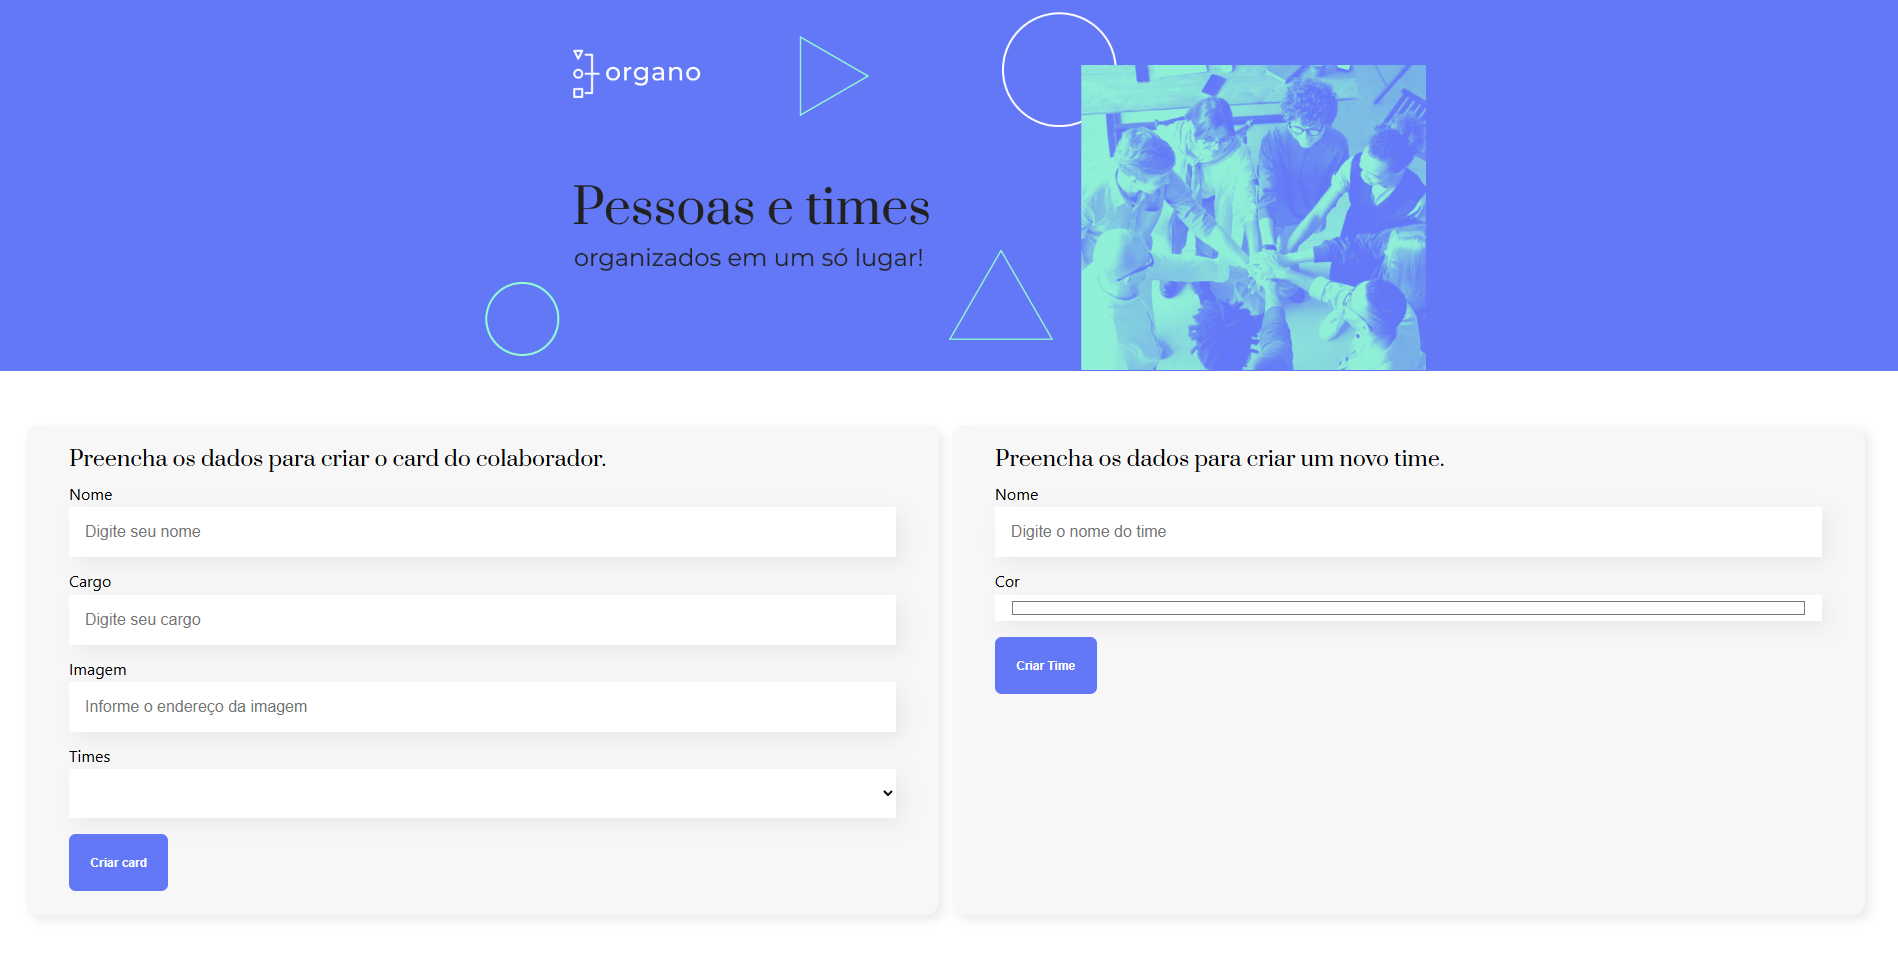 organo
Pessoas e times
organizados em um só lugar!
Preencha os dados para criar o card do colaborador.
Nome
Digite seu nome
Cargo
Digite seu cargo
Imagem
Informe o endereço da imagem
Times
Criar card
Preencha os dados para criar um novo time.
Nome
Digite o nome do time
Cor
Criar Time